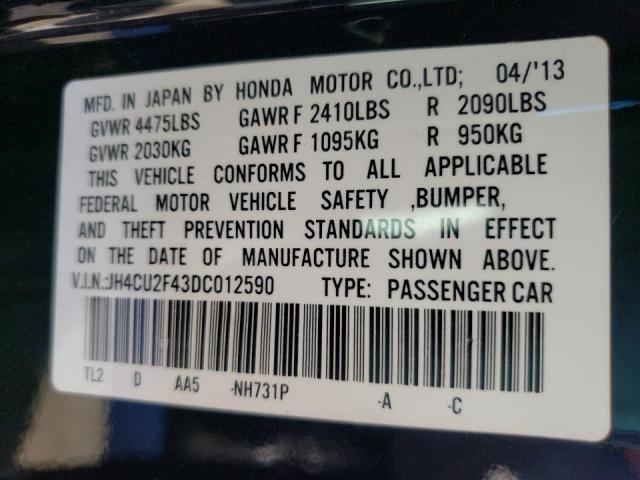 MFD. IN JAPAN BY HONDA MOTOR CO.,LTD; 04/'13
GVWR 4475LBS GAWR F 2410LBS R 2090LBS
GVWR 2030KG GAWR F 1095KG R 950KG
THIS VEHICLE CONFORMS TO ALL APPLICABLE
FEDERAL MOTOR VEHICLE SAFETY ,BUMPER,
AND THEFT PREVENTION STANDARDS IN EFFECT
ON THE DATE OF MANUFACTURE SHOWN ABOVE.
V.I.N.:JH4CU2F43DC012590 TYPE: PASSENGER CAR
TL2 D AA5 -NH731P -A -C